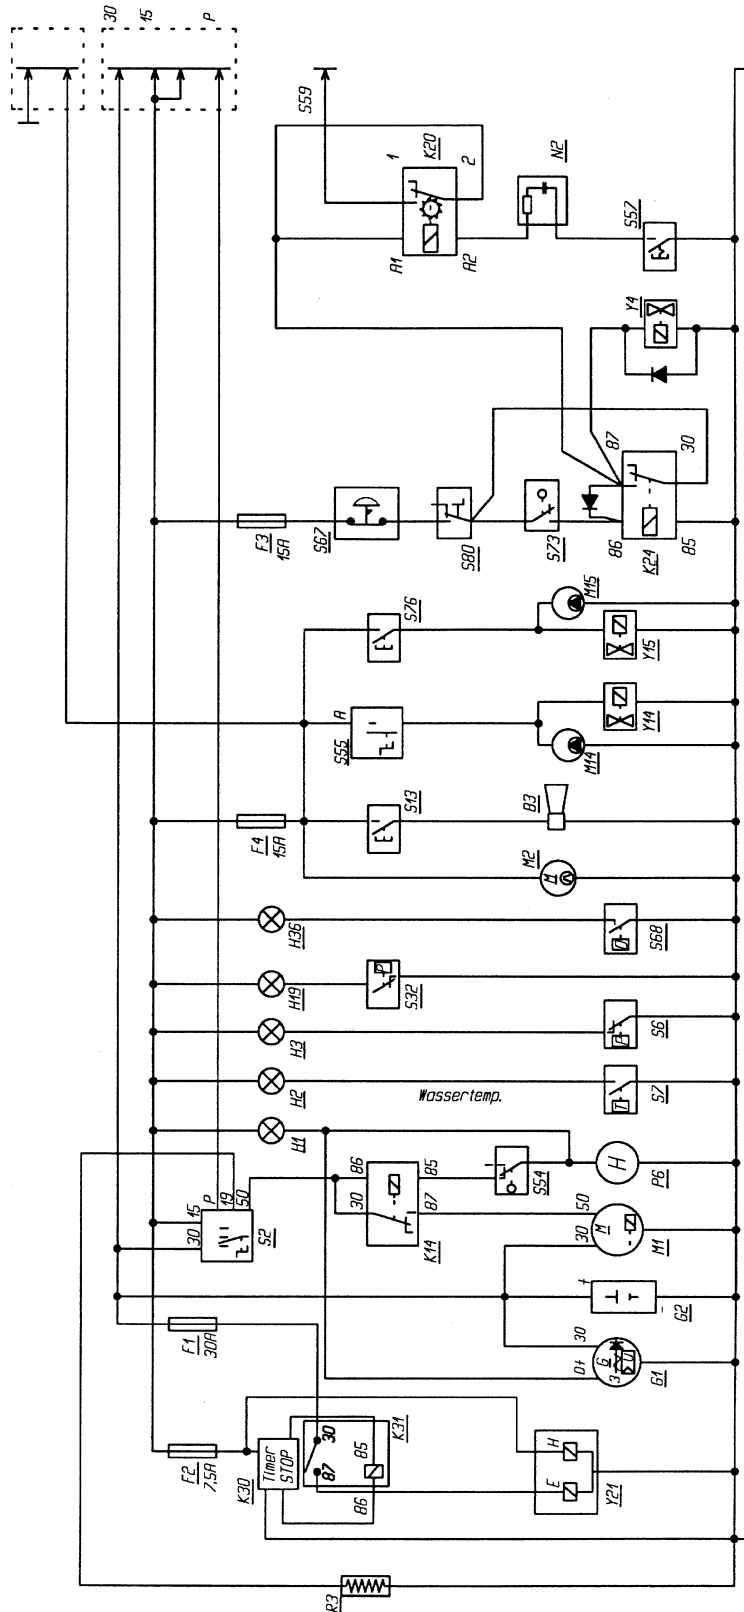 30
15
P
S59
1
K20
2
A1
A2
N2
S57
Y4
87
30
F3
15A
S67
S80
S73
86
K24
85
S76
M15
Y15
A
S55
M14
Y14
F4
15A
S13
B3
M2
M
H36
Q
S68
H19
P
S32
H3
P
S6
H2
Wassertemp.
T
S7
H1
15
P
19
50
30
S2
86
85
30
87
K14
S54
H
P6
50
30
M
M1
+
-
G2
30
D+
G
3
U
G1
F1
30A
F2
7,5A
K30
Timer
STOP
30
87
85
86
K31
H
E
Y21
R3